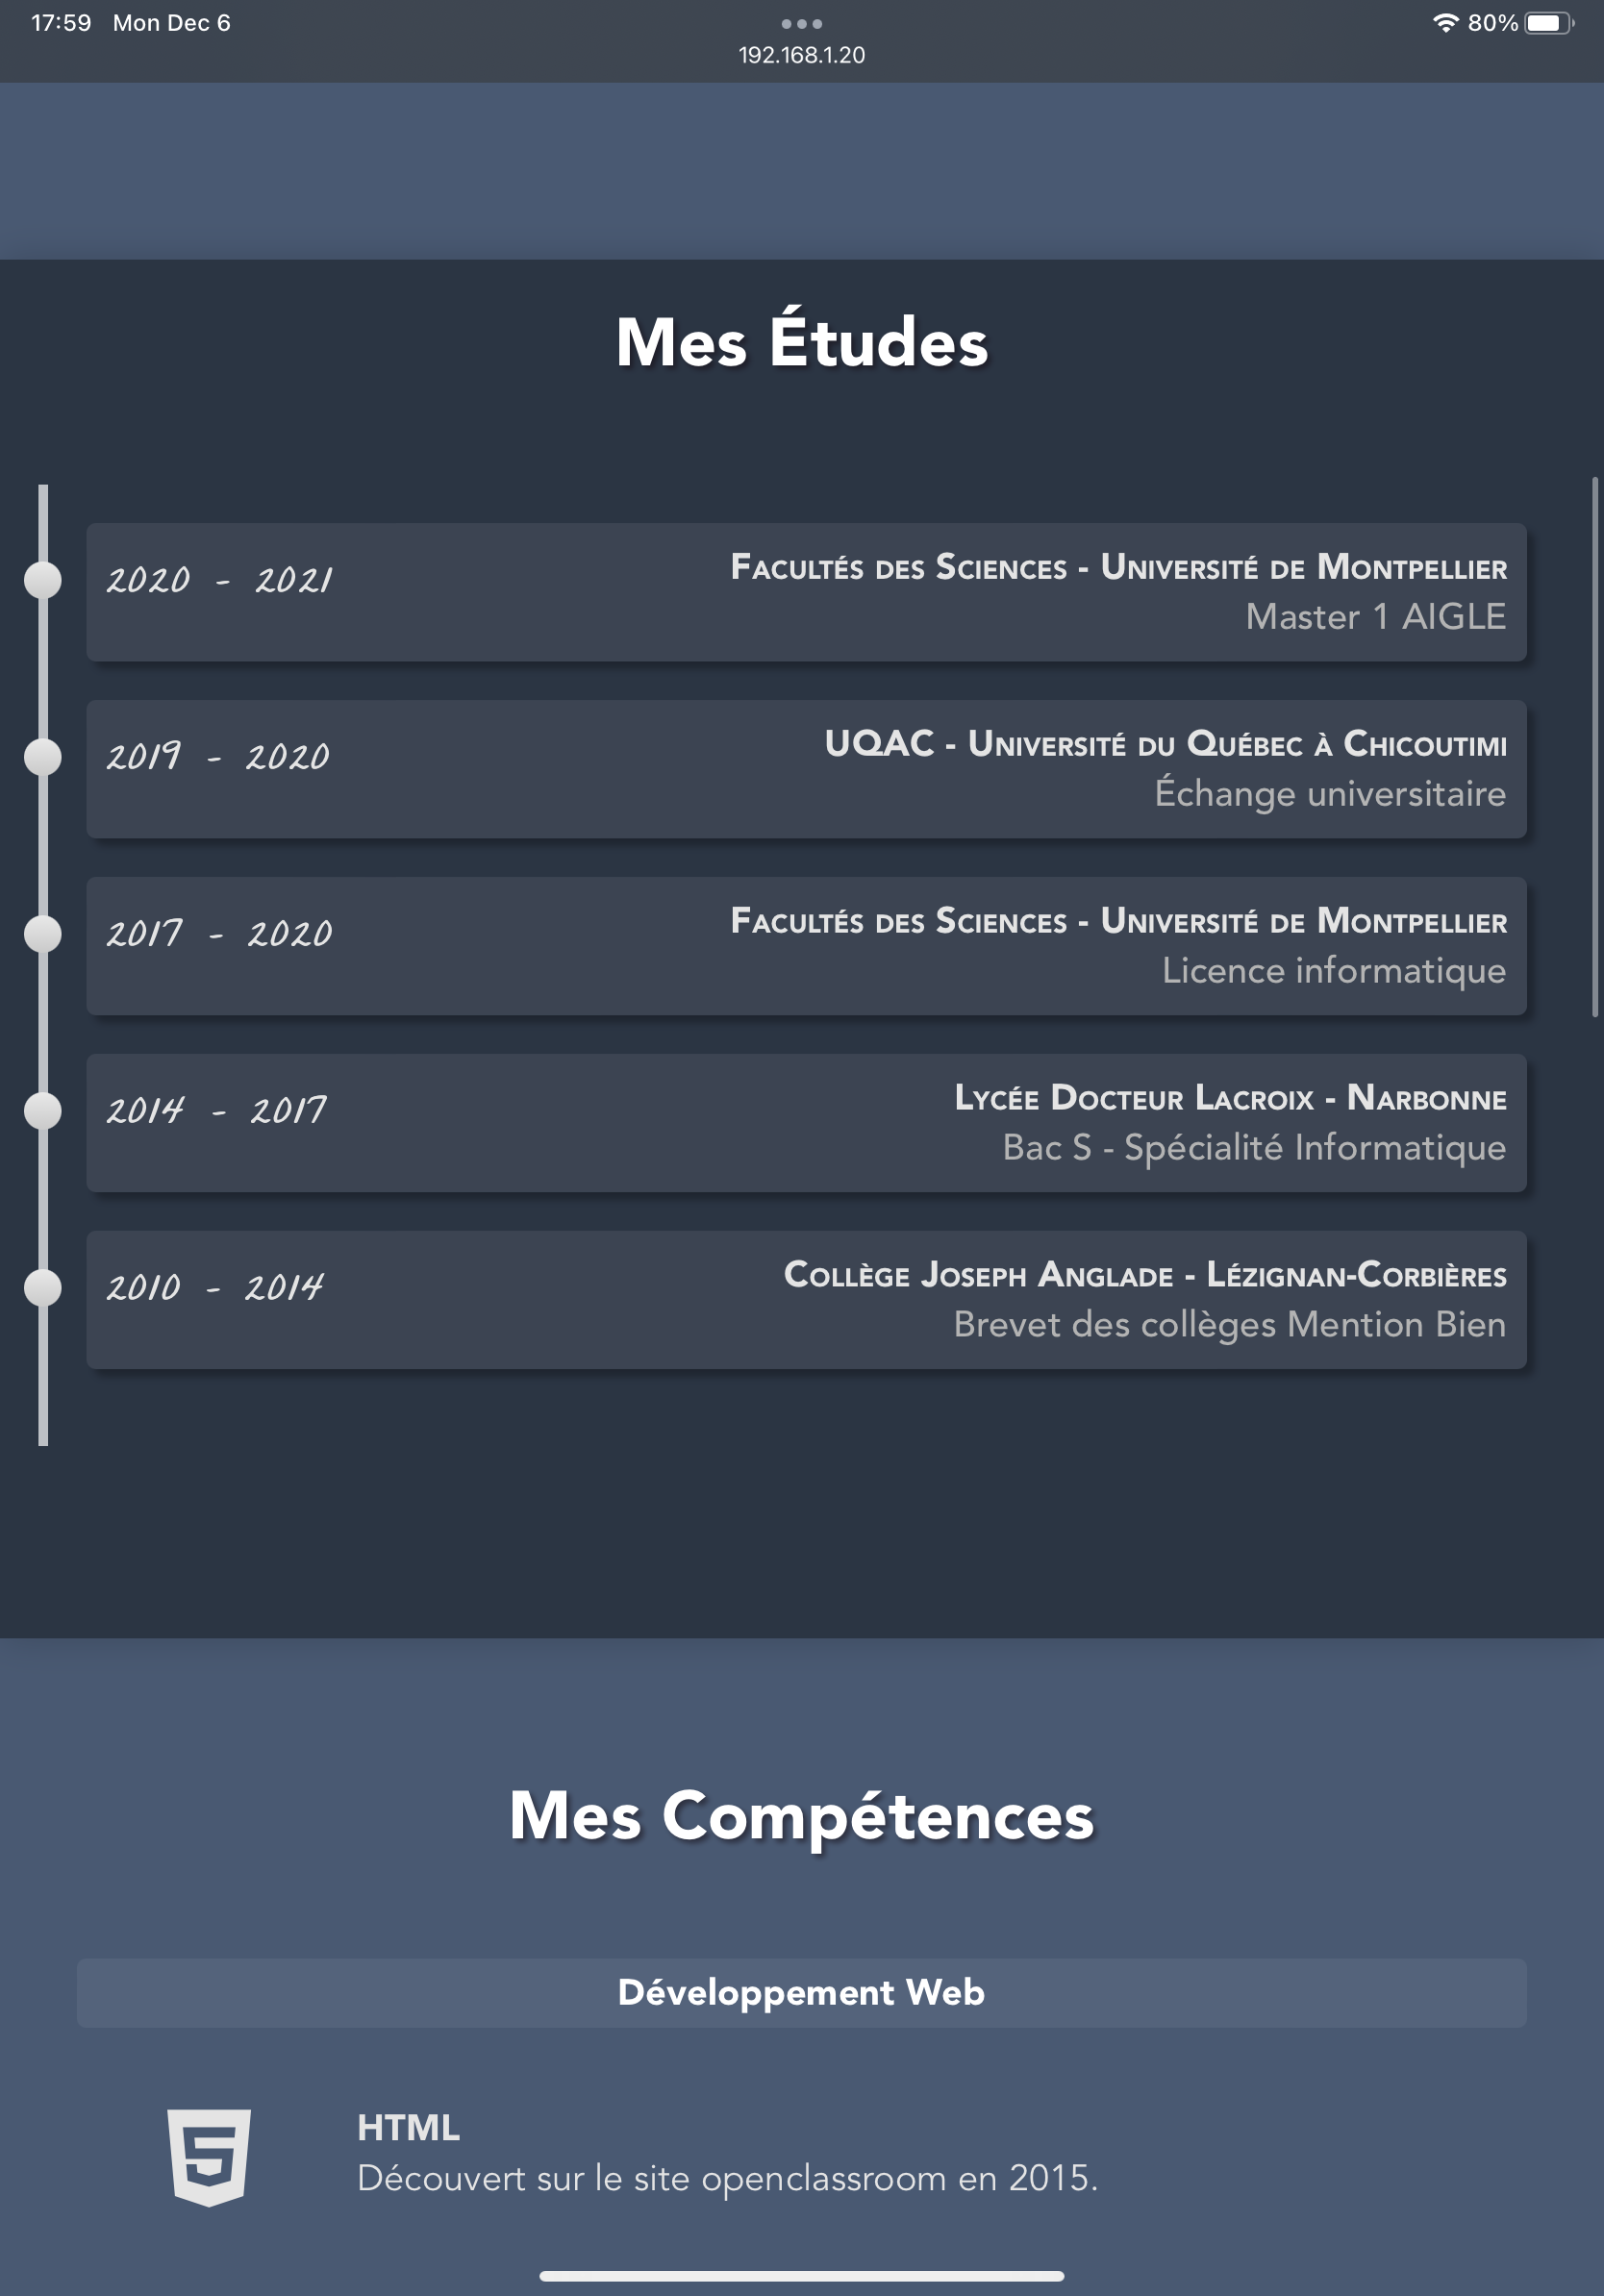 17:59 Mon Dec 6
80%
192.168.1.20
Mes Études
2020 - 2021
Facultés des Sciences - Université de Montpellier
Master 1 AIGLE
2019 - 2020
UQAC - Université du Québec à Chicoutimi
Échange universitaire
2017 - 2020
Facultés des Sciences - Université de Montpellier
Licence informatique
2014 - 2017
Lycée Docteur Lacroix - Narbonne
Bac S - Spécialité Informatique
2010 - 2014
Collège Joseph Anglade - Lézignan-Corbières
Brevet des collèges Mention Bien
Mes Compétences
Développement Web
HTML
Découvert sur le site openclassroom en 2015.